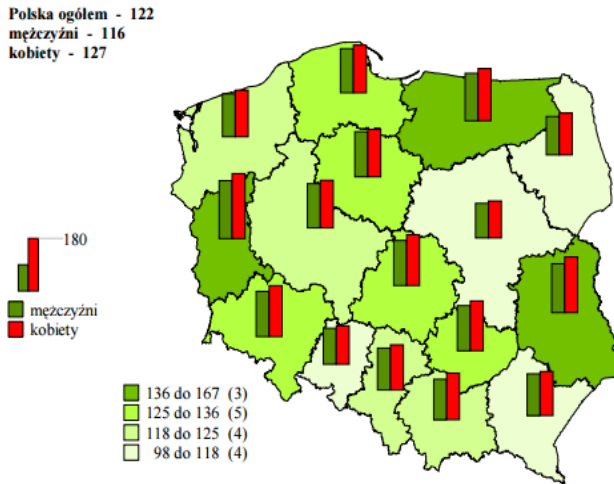 Polska ogółem - 122
mężczyźni - 116
kobiety - 127
180
mężczyźni
kobiety
136 do 167 (3)
125 do 136 (5)
118 do 125 (4)
98 do 118 (4)